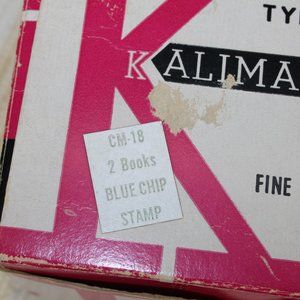 TY
KALIMA
CM-18
2 Books
BLUE CHIP
STAMP
FINE
K